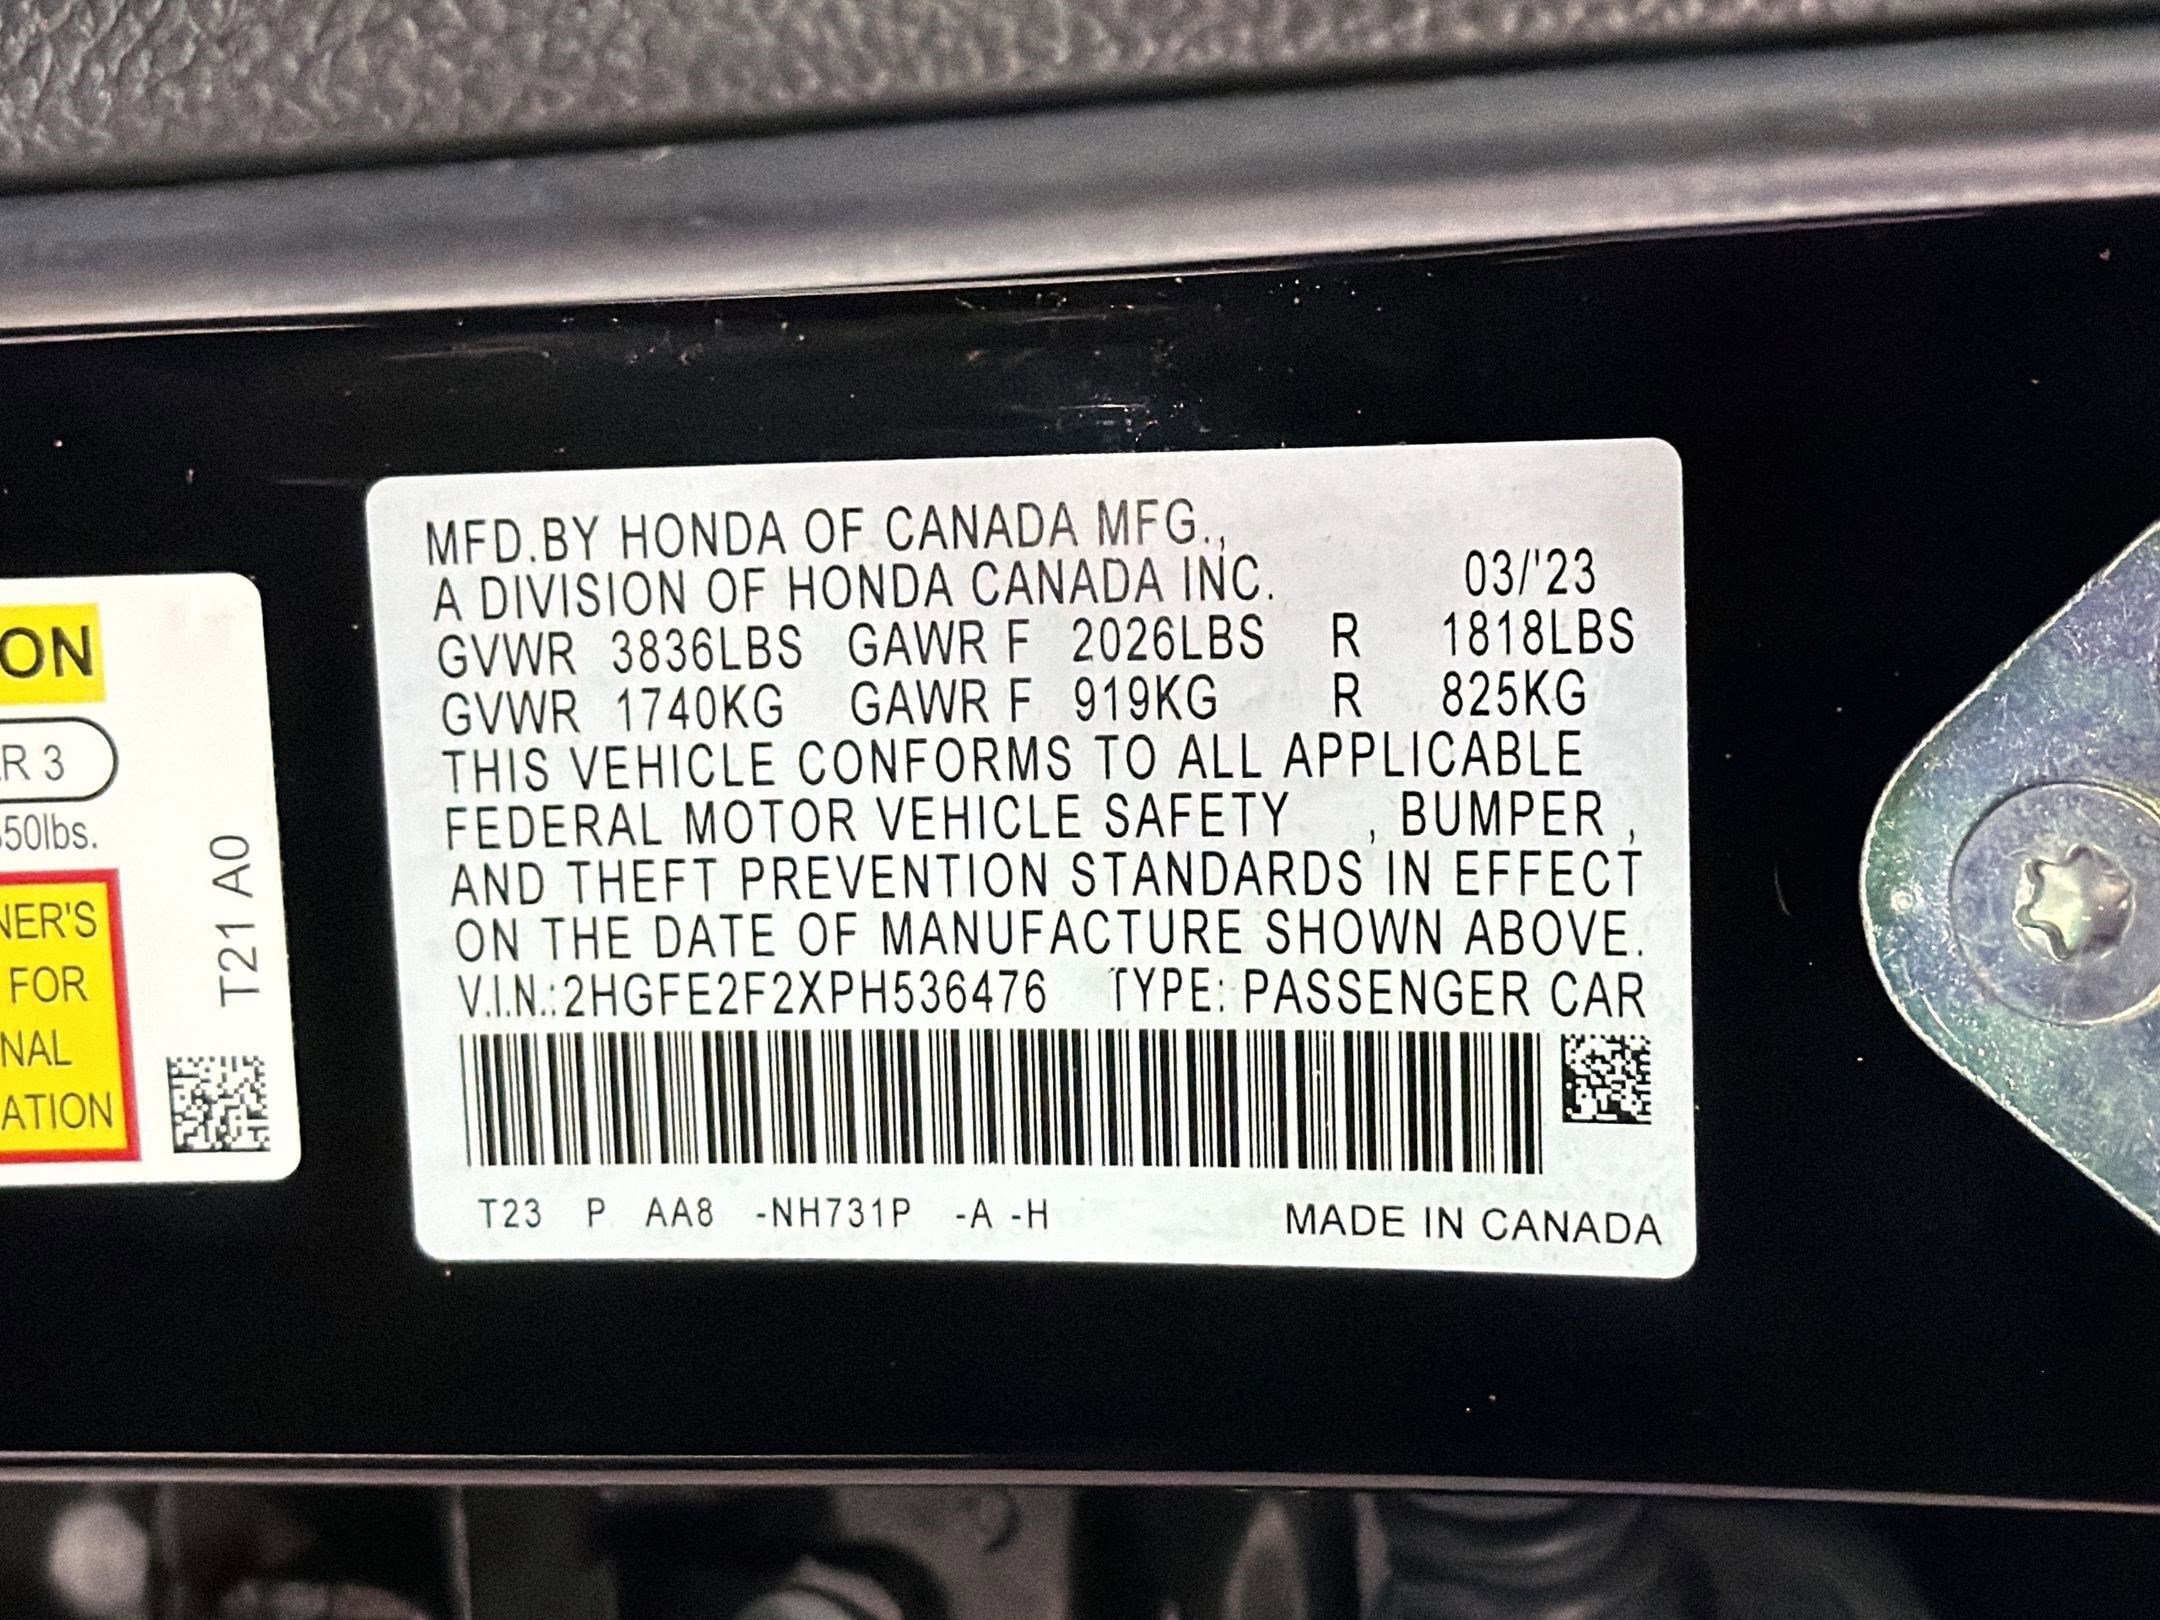 MFD.BY HONDA OF CANADA MFG.,
A DIVISION OF HONDA CANADA INC. 03/'23
GVWR 3836LBS GAWR F 2026LBS R 1818LBS
GVWR 1740KG GAWR F 919KG R 825KG
THIS VEHICLE CONFORMS TO ALL APPLICABLE
FEDERAL MOTOR VEHICLE SAFETY , BUMPER ,
AND THEFT PREVENTION STANDARDS IN EFFECT
ON THE DATE OF MANUFACTURE SHOWN ABOVE.
V.I.N.:2HGFE2F2XPH536476 TYPE: PASSENGER CAR
T23 P AA8 -NH731P -A -H MADE IN CANADA
ON
R 3
50lbs.
NER'S
FOR
NAL
ATION
T21 A0